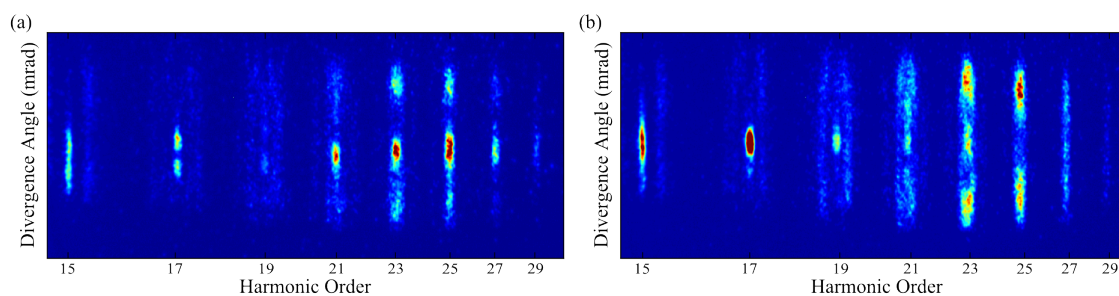 (a)
Divergence Angle (mrad)
15 17 19 21 23 25 27 29
Harmonic Order
(b)
Divergence Angle (mrad)
15 17 19 21 23 25 27 29
Harmonic Order